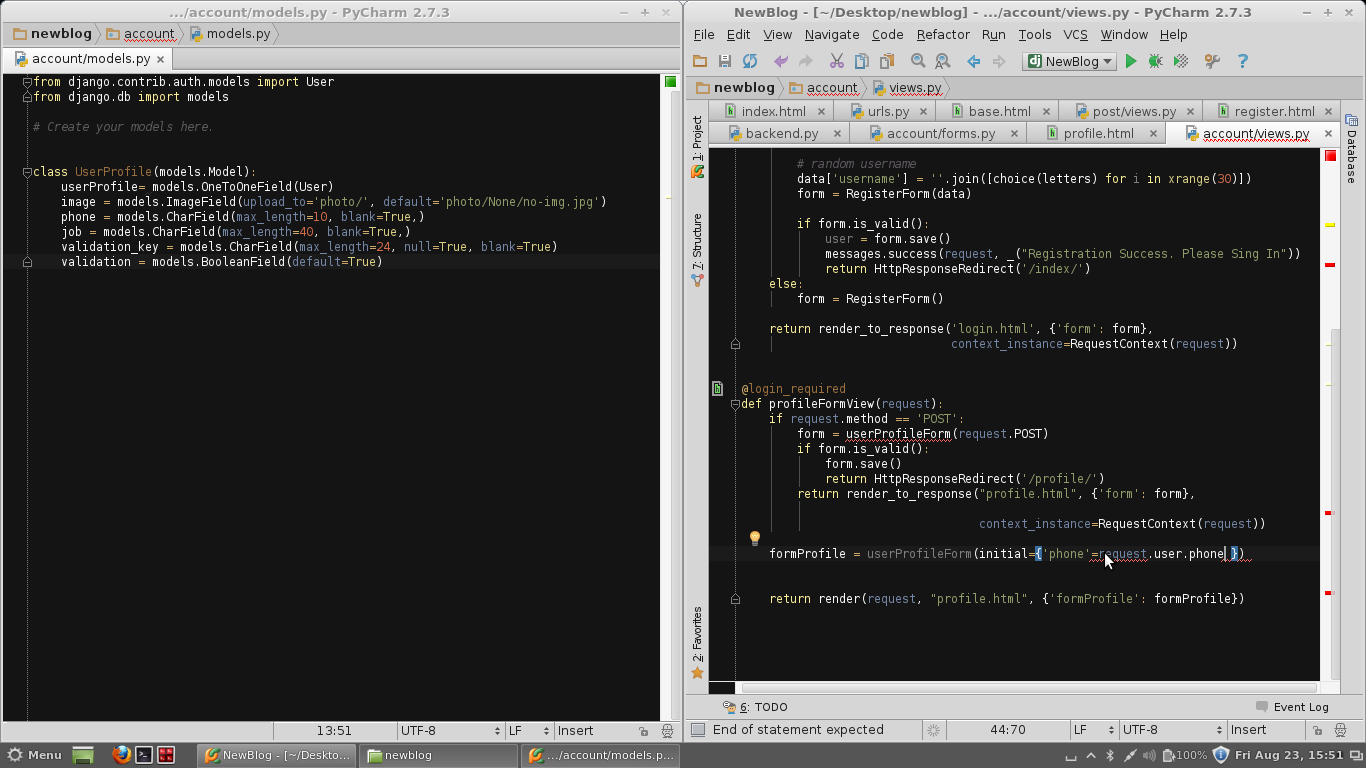 .../account/models.py - PyCharm 2.7.3
newblog account models.py
account/models.py
from django.contrib.auth.models import User
from django.db import models
# Create your models here.
class UserProfile(models.Model):
userProfile= models.OneToOneField(User)
image = models.ImageField(upload_to='photo/', default='photo/None/no-img.jpg')
phone = models.CharField(max_length=10, blank=True,)
job = models.CharField(max_length=40, blank=True,)
validation_key = models.CharField(max_length=24, null=True, blank=True)
validation = models.BooleanField(default=True)
13:51 UTF-8 LF Insert
NewBlog - [~/Desktop/newblog] - .../account/views.py - PyCharm 2.7.3
File Edit View Navigate Code Refactor Run Tools VCS Window Help
dj NewBlog
newblog account views.py
index.html urls.py base.html post/views.py register.html
backend.py account/forms.py profile.html account/views.py
1: Project
7: Structure
2: Favorites
Database
# random username
data['username'] = ''.join([choice(letters) for i in xrange(30)])
form = RegisterForm(data)
if form.is_valid():
user = form.save()
messages.success(request, _("Registration Success. Please Sing In"))
return HttpResponseRedirect('/index/')
else:
form = RegisterForm()
return render_to_response('login.html', {'form': form},
context_instance=RequestContext(request))
@login_required
def profileFormView(request):
if request.method == 'POST':
form = userProfileForm(request.POST)
if form.is_valid():
form.save()
return HttpResponseRedirect('/profile/')
return render_to_response("profile.html", {'form': form},
context_instance=RequestContext(request))
formProfile = userProfileForm(initial={'phone'=request.user.phone })
return render(request, "profile.html", {'formProfile': formProfile})
6: TODO Event Log
End of statement expected 44:70 LF UTF-8 Insert
Menu NewBlog - [~/Deskto... newblog .../account/models.p... 100% Fri Aug 23, 15:51